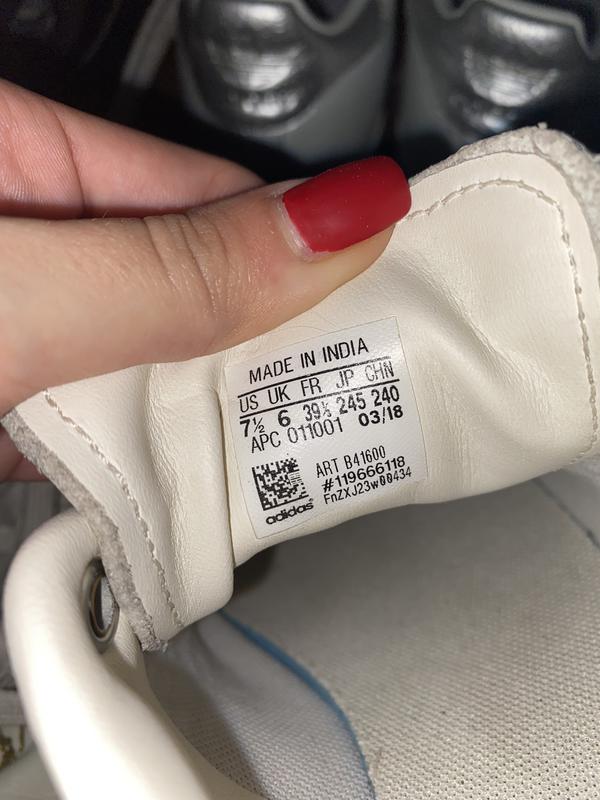 MADE IN INDIA
US UK FR JP CHN
7½ 6 39⅓ 245 240
APC 011001 03/18
ART B41600
#119666118
FnZXJ23w00434
adidas